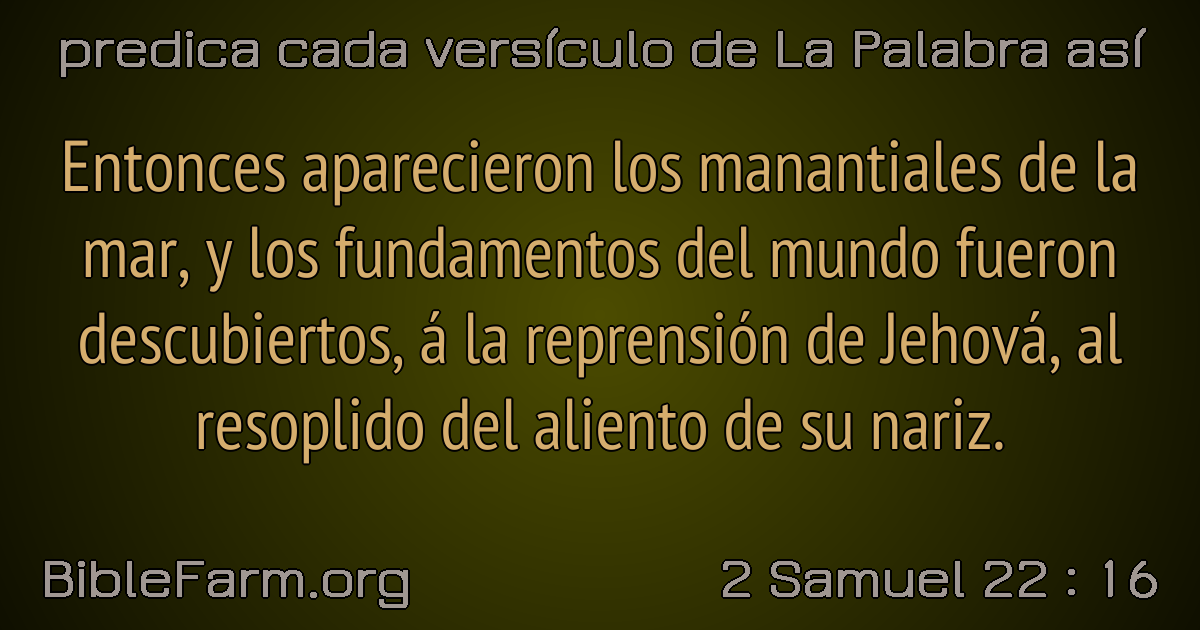 predica cada versículo de La Palabra así
Entonces aparecieron los manantiales de la
mar, y los fundamentos del mundo fueron
descubiertos, á la reprensión de Jehová, al
resoplido del aliento de su nariz.
BibleFarm.org
2 Samuel 22 : 16